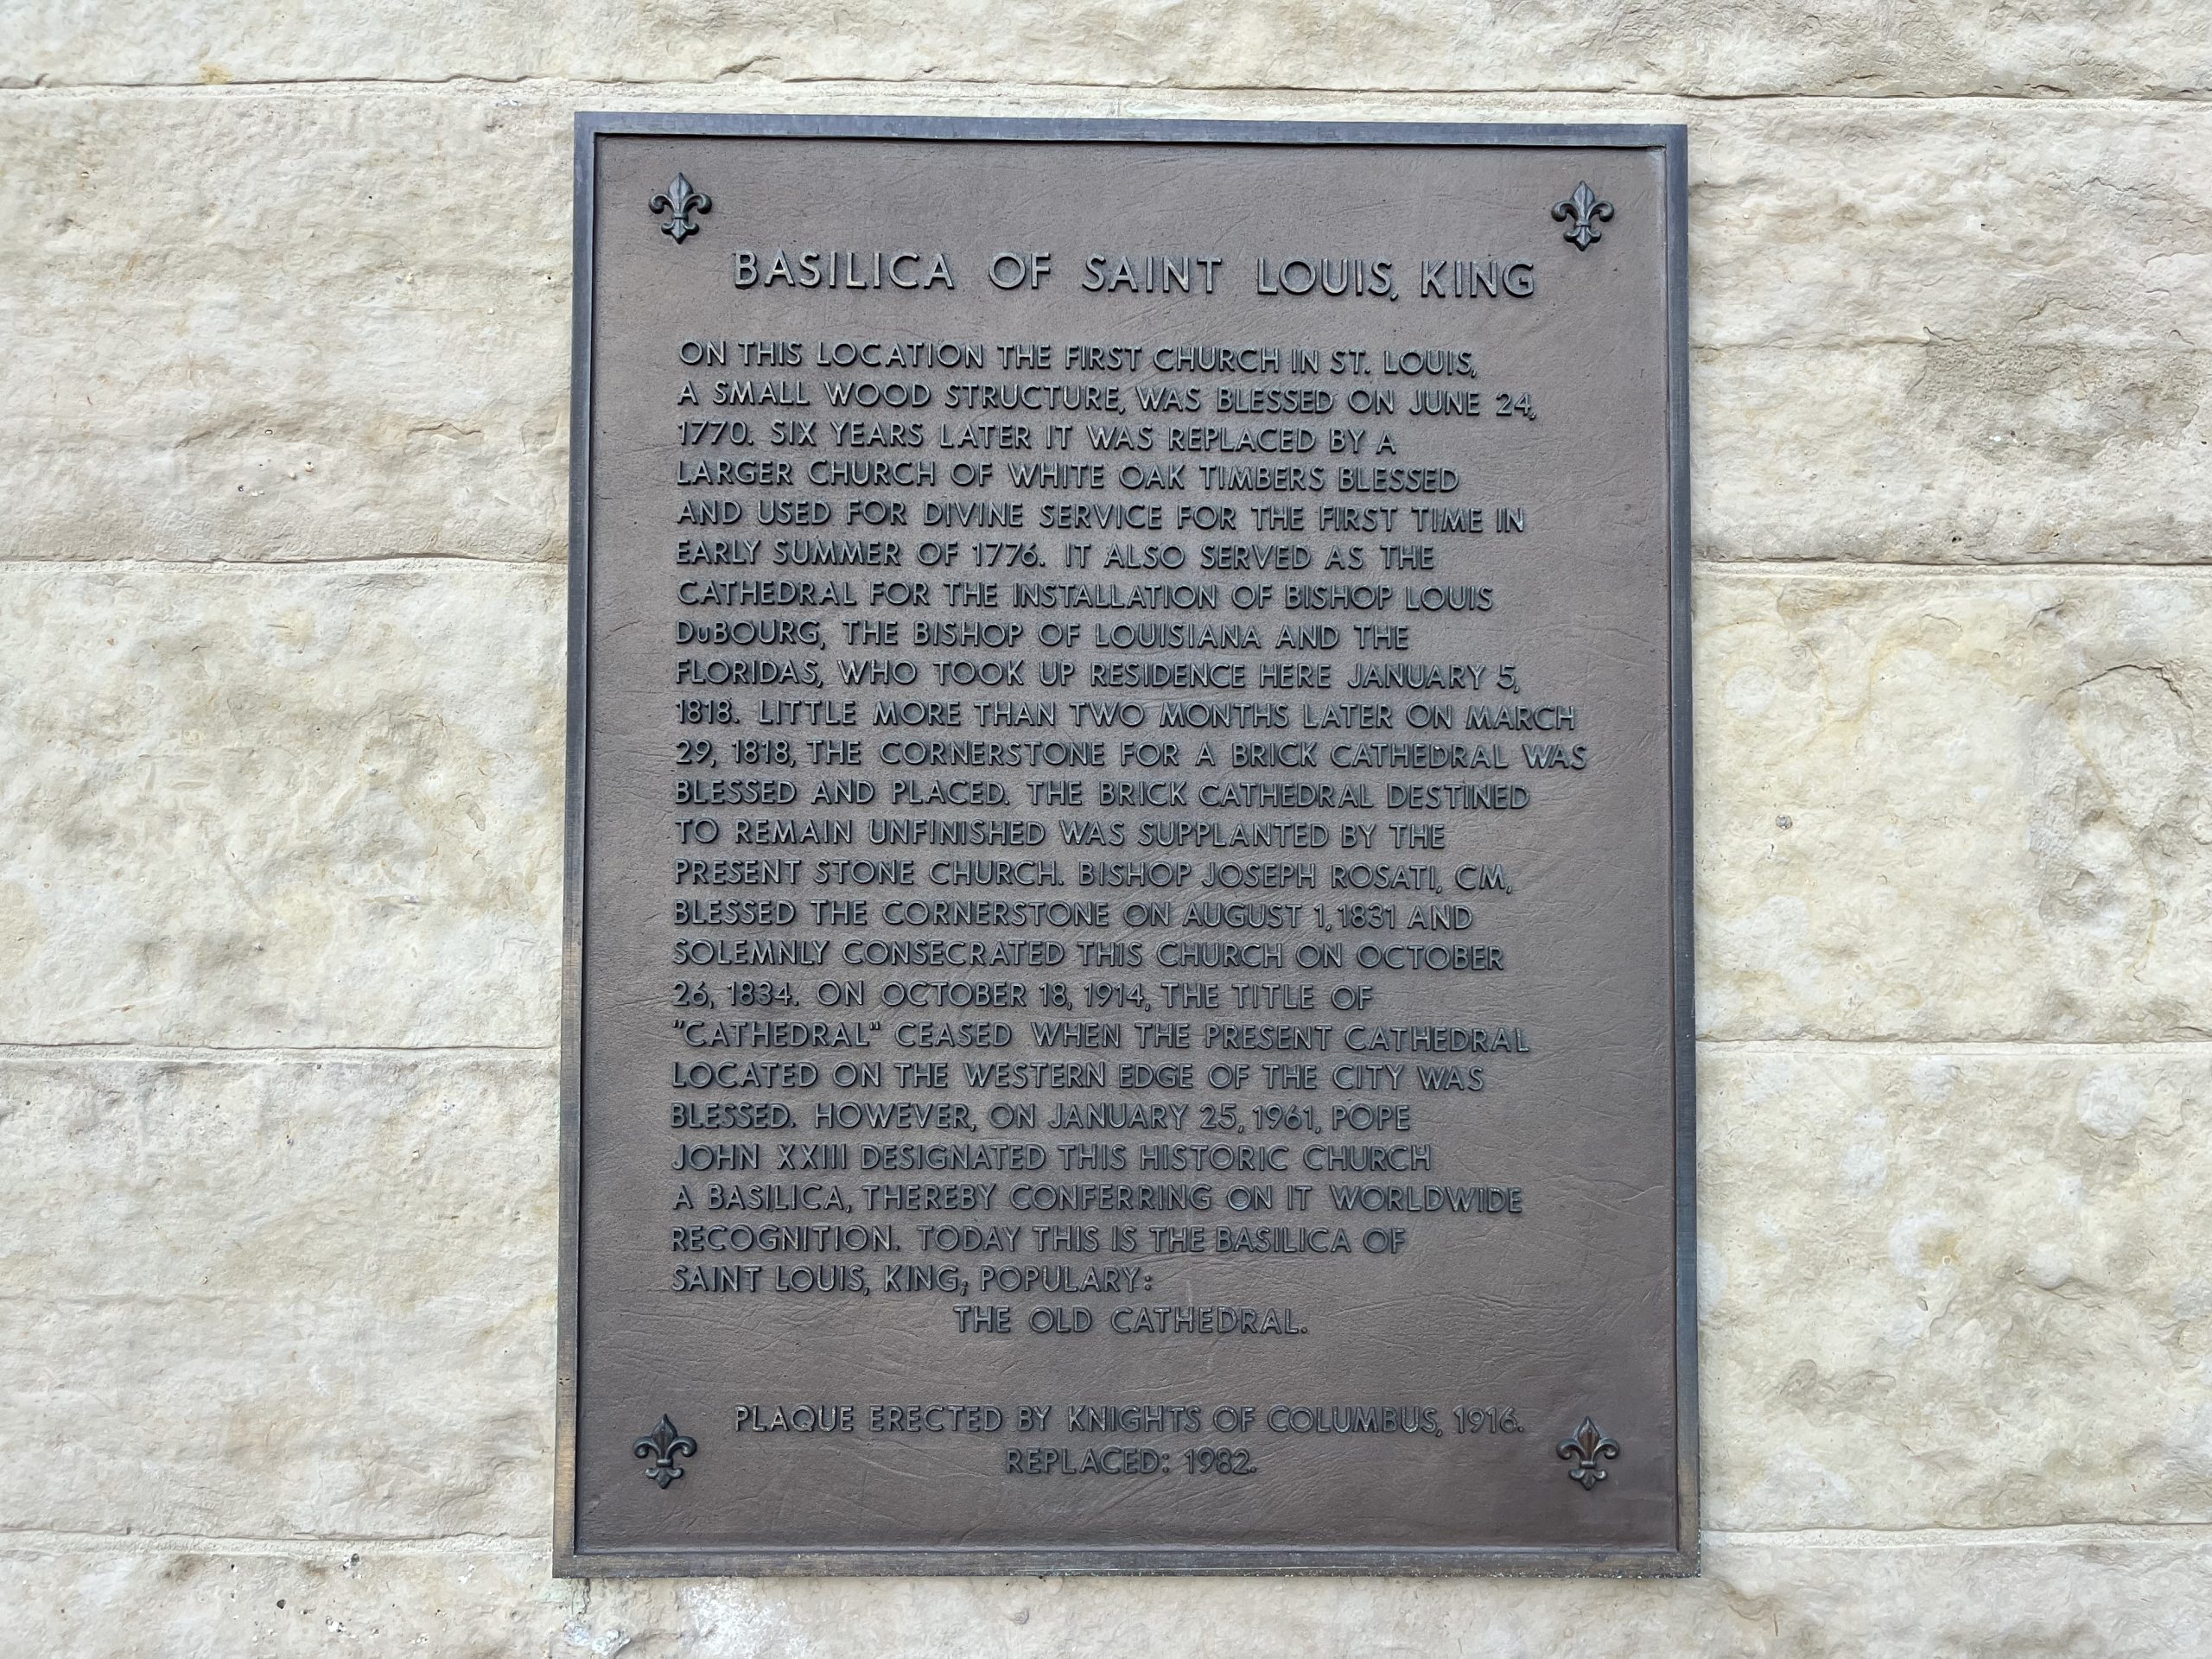 BASILICA OF SAINT LOUIS, KING
ON THIS LOCATION THE FIRST CHURCH IN ST. LOUIS,
A SMALL WOOD STRUCTURE, WAS BLESSED ON JUNE 24,
1770. SIX YEARS LATER IT WAS REPLACED BY A
LARGER CHURCH OF WHITE OAK TIMBERS BLESSED
AND USED FOR DIVINE SERVICE FOR THE FIRST TIME IN
EARLY SUMMER OF 1776. IT ALSO SERVED AS THE
CATHEDRAL FOR THE INSTALLATION OF BISHOP LOUIS
DuBOURG, THE BISHOP OF LOUISIANA AND THE
FLORIDAS, WHO TOOK UP RESIDENCE HERE JANUARY 5,
1818. LITTLE MORE THAN TWO MONTHS LATER ON MARCH
29, 1818, THE CORNERSTONE FOR A BRICK CATHEDRAL WAS
BLESSED AND PLACED. THE BRICK CATHEDRAL DESTINED
TO REMAIN UNFINISHED WAS SUPPLANTED BY THE
PRESENT STONE CHURCH. BISHOP JOSEPH ROSATI, CM,
BLESSED THE CORNERSTONE ON AUGUST 1, 1831 AND
SOLEMNLY CONSECRATED THIS CHURCH ON OCTOBER
26, 1834. ON OCTOBER 18, 1914, THE TITLE OF
"CATHEDRAL" CEASED WHEN THE PRESENT CATHEDRAL
LOCATED ON THE WESTERN EDGE OF THE CITY WAS
BLESSED. HOWEVER, ON JANUARY 25, 1961, POPE
JOHN XXIII DESIGNATED THIS HISTORIC CHURCH
A BASILICA, THEREBY CONFERRING ON IT WORLDWIDE
RECOGNITION. TODAY THIS IS THE BASILICA OF
SAINT LOUIS, KING; POPULARY:
THE OLD CATHEDRAL.
PLAQUE ERECTED BY KNIGHTS OF COLUMBUS, 1916.
REPLACED: 1982.